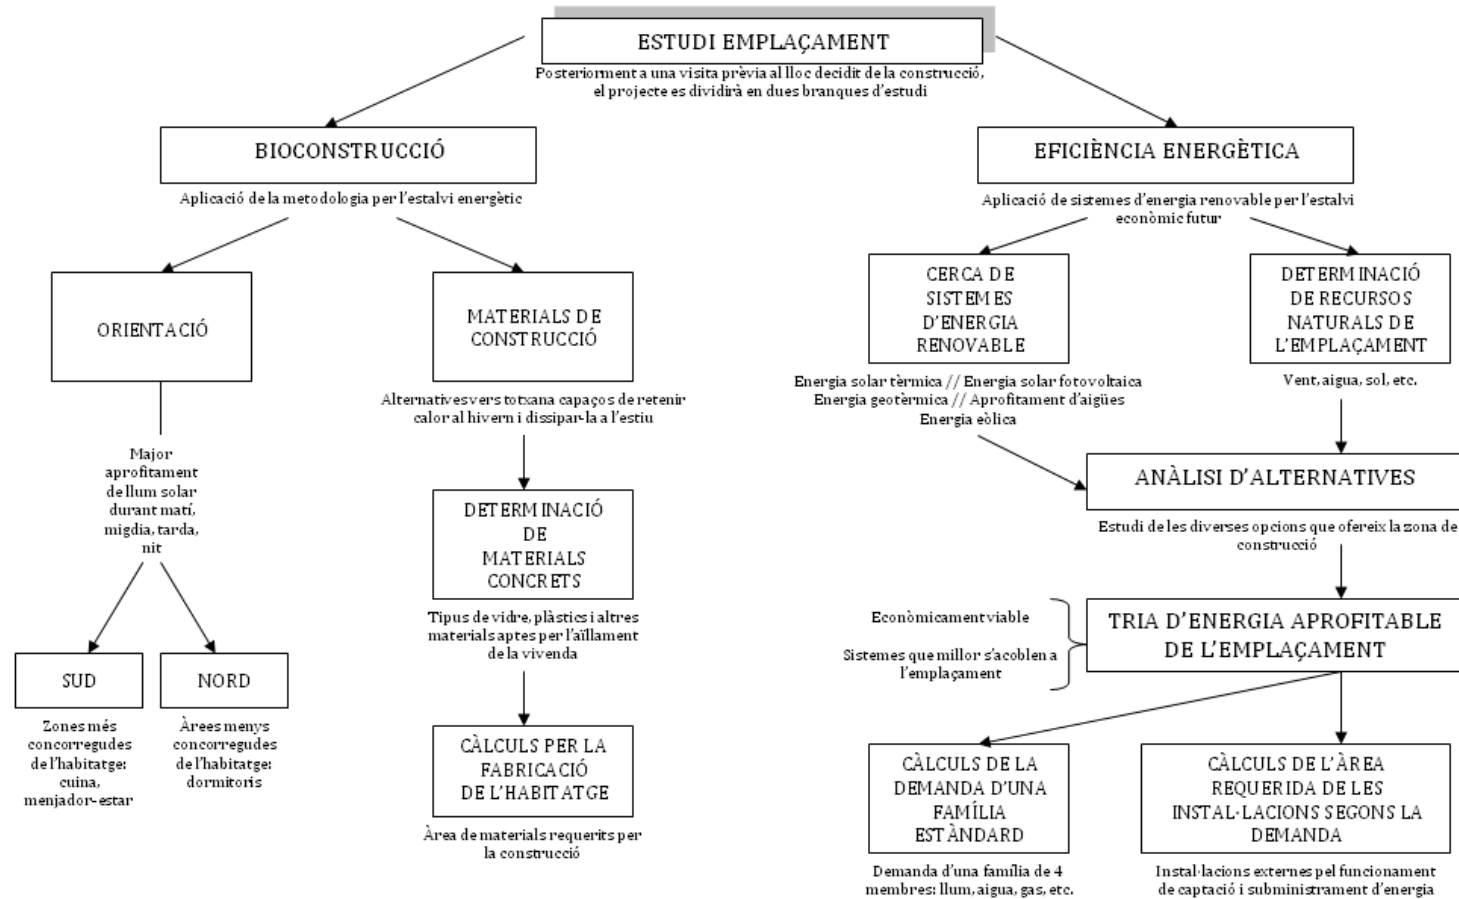 ESTUDI EMPLAÇAMENT
Posteriorment a una visita prèvia al lloc decidit de la construcció,
el projecte es dividirà en dues branques d'estudi
BIOCONSTRUCCIÓ
Aplicació de la metodologia per l'estalvi energètic
ORIENTACIÓ
Major
aprofitament
de llum solar
durant matí,
migdia, tarda,
nit
SUD
Zones més
concorregudes
de l'habitatge:
cuina,
menjador-estar
NORD
Àrees menys
concorregudes
de l'habitatge:
dormitoris
MATERIALS DE
CONSTRUCCIÓ
Alternatives vers totxana capaços de retenir
calor al hivern i dissipar-la a l'estiu
DETERMINACIÓ
DE
MATERIALS
CONCRETS
Tipus de vidre, plàstics i altres
materials aptes per l'aïllament
de la vivenda
CÀLCULS PER LA
FABRICACIÓ
DE L'HABITATGE
Àrea de materials requerits per
la construcció
EFICIÈNCIA ENERGÈTICA
Aplicació de sistemes d'energia renovable per l'estalvi
econòmic futur
CERCA DE
SISTEMES
D'ENERGIA
RENOVABLE
Energia solar tèrmica // Energia solar fotovoltaica
Energia geotèrmica // Aprofitament d'aigües
Energia eòlica
DETERMINACIÓ
DE RECURSOS
NATURALS DE
L'EMPLAÇAMENT
Vent, aigua, sol, etc.
ANÀLISI D'ALTERNATIVES
Estudi de les diverses opcions que ofereix la zona de
construcció
Econòmicament viable
Sistemes que millor s'acoblen a
l'emplaçament
TRIA D'ENERGIA APROFITABLE
DE L'EMPLAÇAMENT
CÀLCULS DE LA
DEMANDA D'UNA
FAMÍLIA
ESTÀNDARD
Demanda d'una família de 4
membres: llum, aigua, gas, etc.
CÀLCULS DE L'ÀREA
REQUERIDA DE LES
INSTAL·LACIONS SEGONS LA
DEMANDA
Instal·lacions externes pel funcionament
de captació i subministrament d'energia